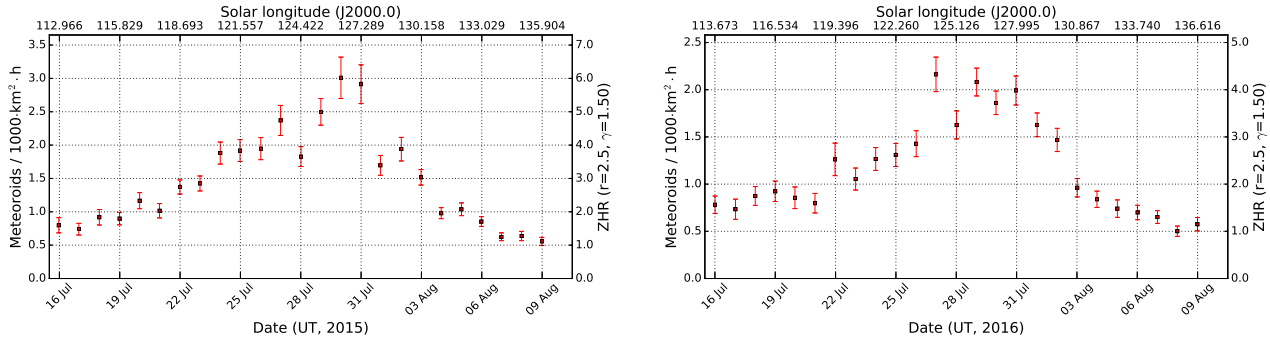 Solar longitude (J2000.0)
112.966 115.829 118.693 121.557 124.422 127.289 130.158 133.029 135.904
3.5 7.0
3.0 6.0
2.5 5.0
2.0 4.0
1.5 3.0
1.0 2.0
0.5 1.0
0.0 0.0
Meteoroids / 1000·km²·h
ZHR (r=2.5, γ=1.50)
16 Jul 19 Jul 22 Jul 25 Jul 28 Jul 31 Jul 03 Aug 06 Aug 09 Aug
Date (UT, 2015)
Solar longitude (J2000.0)
113.673 116.534 119.396 122.260 125.126 127.995 130.867 133.740 136.616
2.5 5.0
2.0 4.0
1.5 3.0
1.0 2.0
0.5 1.0
0.0 0.0
Meteoroids / 1000·km²·h
ZHR (r=2.5, γ=1.50)
16 Jul 19 Jul 22 Jul 25 Jul 28 Jul 31 Jul 03 Aug 06 Aug 09 Aug
Date (UT, 2016)